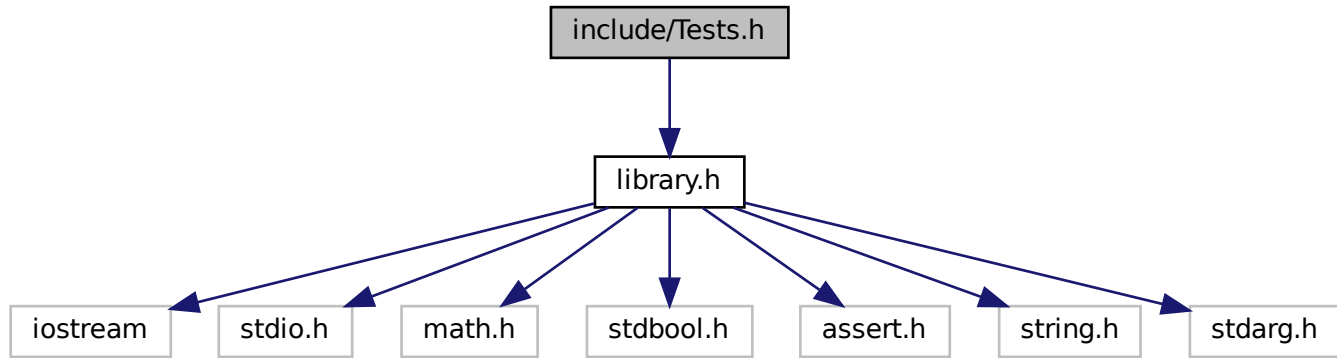 include/Tests.h
library.h
iostream
stdio.h
math.h
stdbool.h
assert.h
string.h
stdarg.h